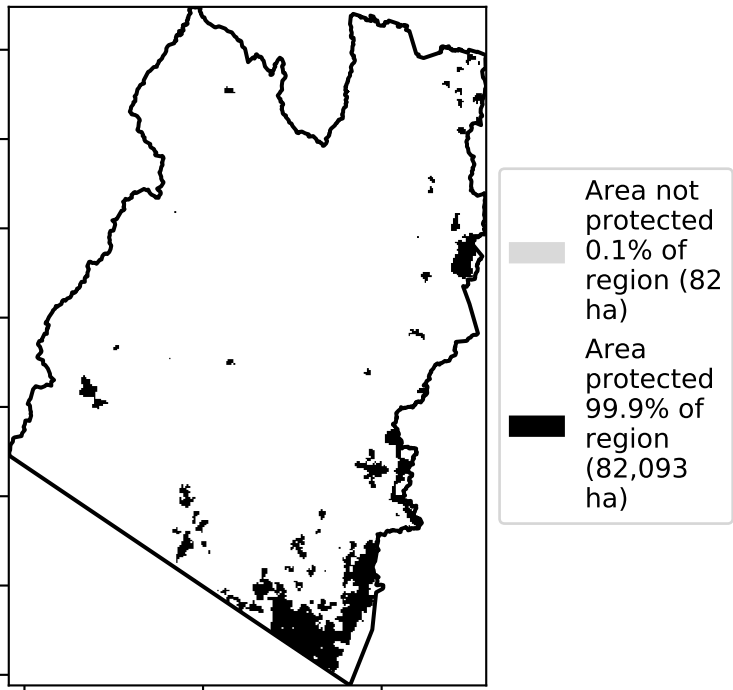 Area not
protected
0.1% of
region (82
ha)
Area
protected
99.9% of
region
(82,093
ha)